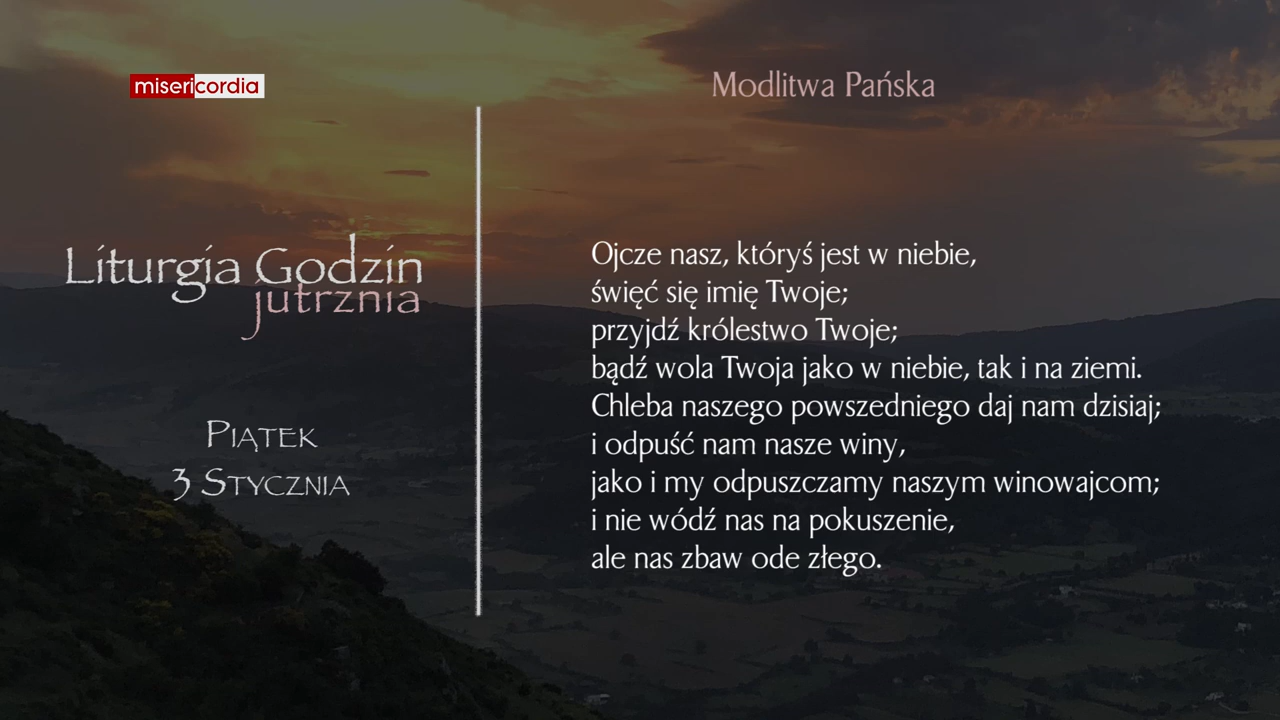 misericordia
Liturgia Godzin
jutrznia
Piątek
3 Stycznia
Modlitwa Pańska
Ojcze nasz, któryś jest w niebie,
święć się imię Twoje;
przyjdź królestwo Twoje;
bądź wola Twoja jako w niebie, tak i na ziemi.
Chleba naszego powszedniego daj nam dzisiaj;
i odpuść nam nasze winy,
jako i my odpuszczamy naszym winowajcom;
i nie wódź nas na pokuszenie,
ale nas zbaw ode złego.